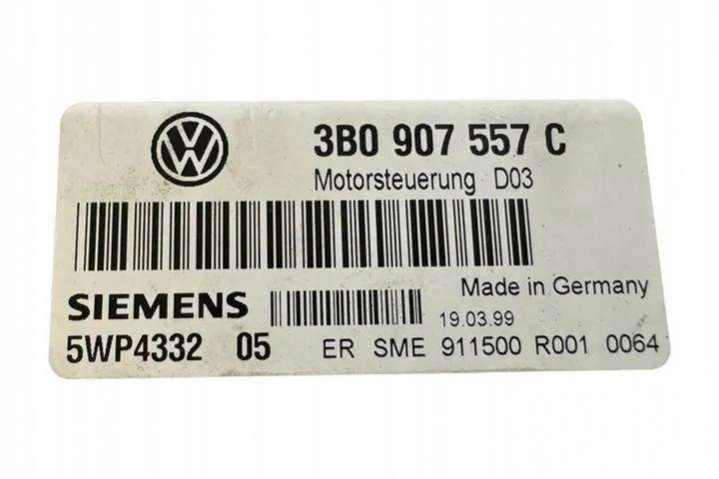 VW
3B0 907 557 C
Motorsteuerung D03
Made in Germany
SIEMENS
19.03.99
5WP4332 05 ER SME 911500 R001 0064